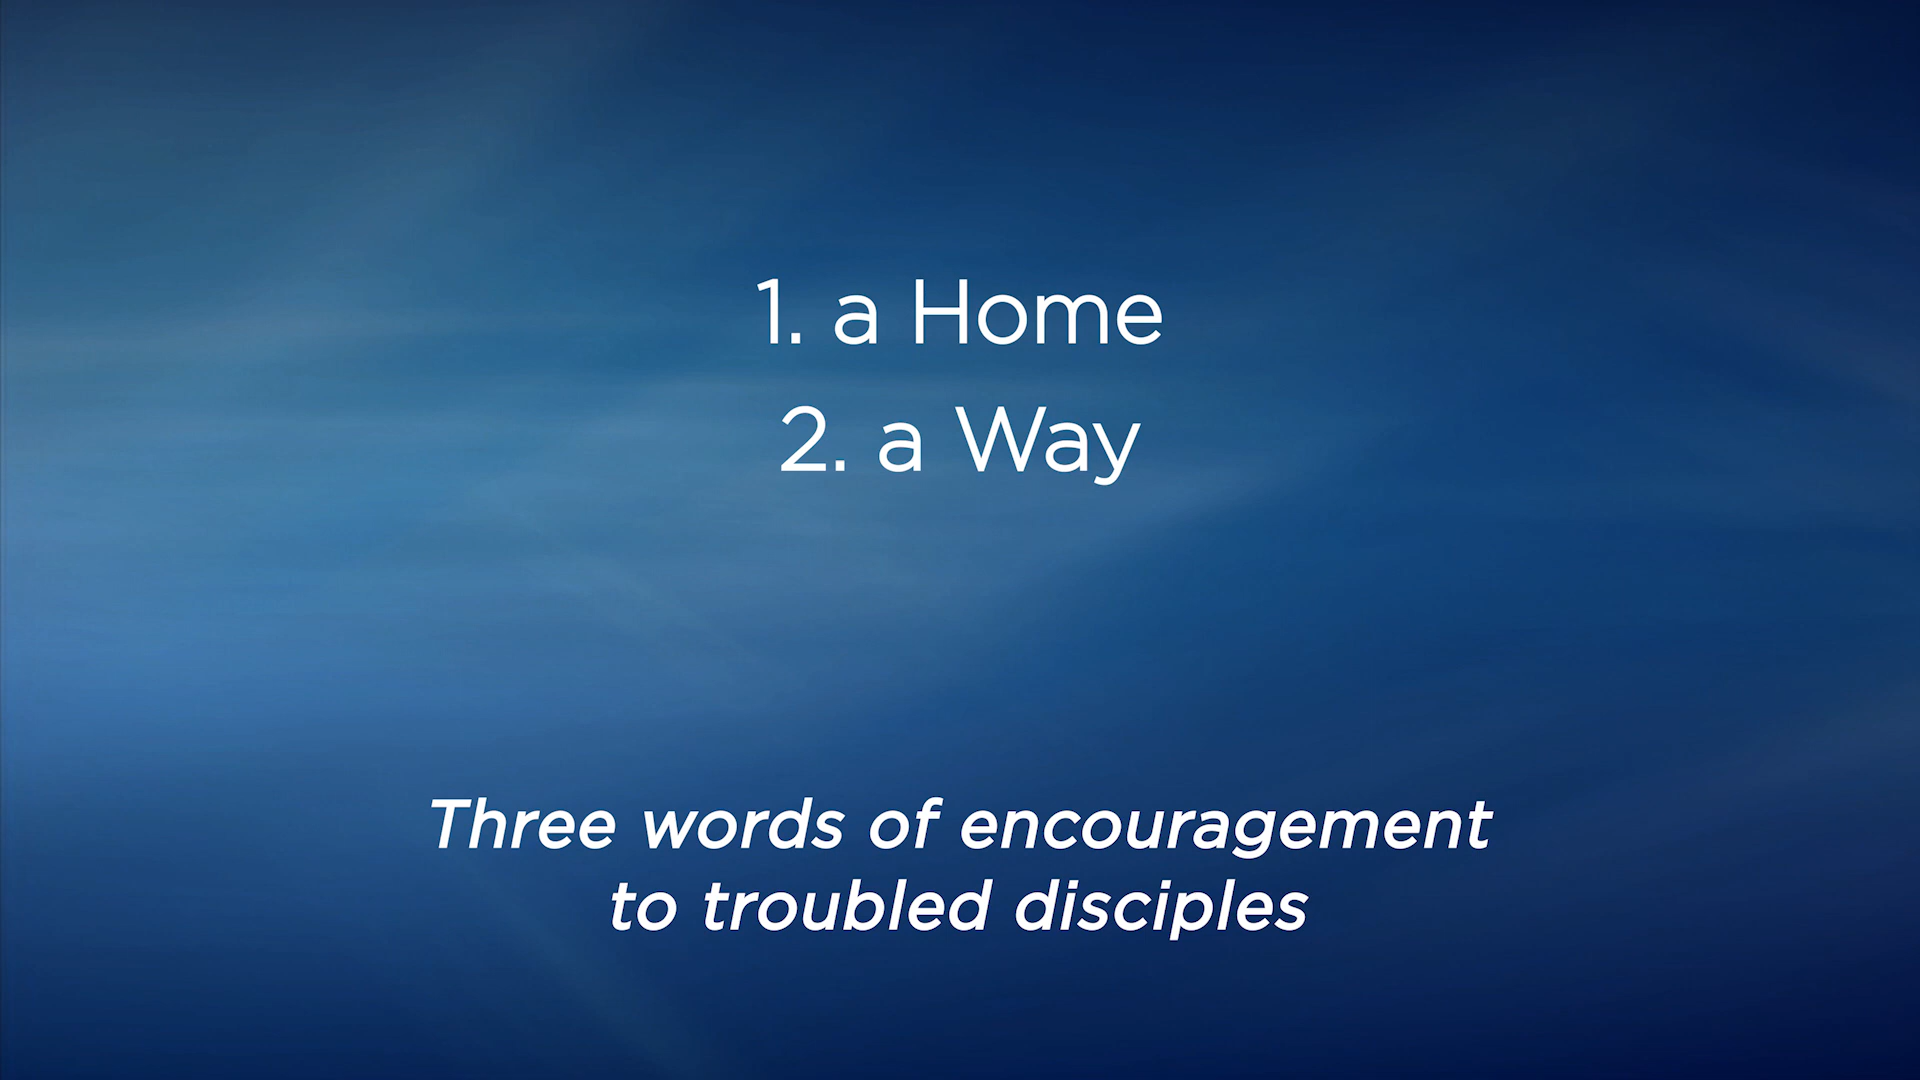 1. a Home
2. a Way
Three words of encouragement
to troubled disciples